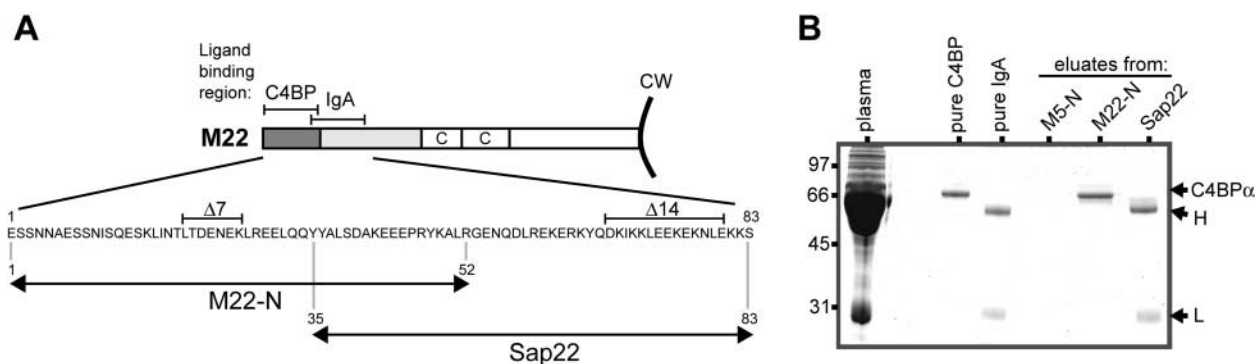 A
Ligand
binding
region:
C4BP
IgA
CW
M22
C
C
1
83
Δ7
Δ14
ESSNNAESSNISQESKLINTLTDENEKLREELQQYYALSDAKEEEPRYKALRGENQDLREKERKYQDKIKKLEEKEKNLEKKS
1
52
M22-N
35
83
Sap22
B
eluates from:
plasma
pure C4BP
pure IgA
M5-N
M22-N
Sap22
97
66
45
31
C4BPα
H
L